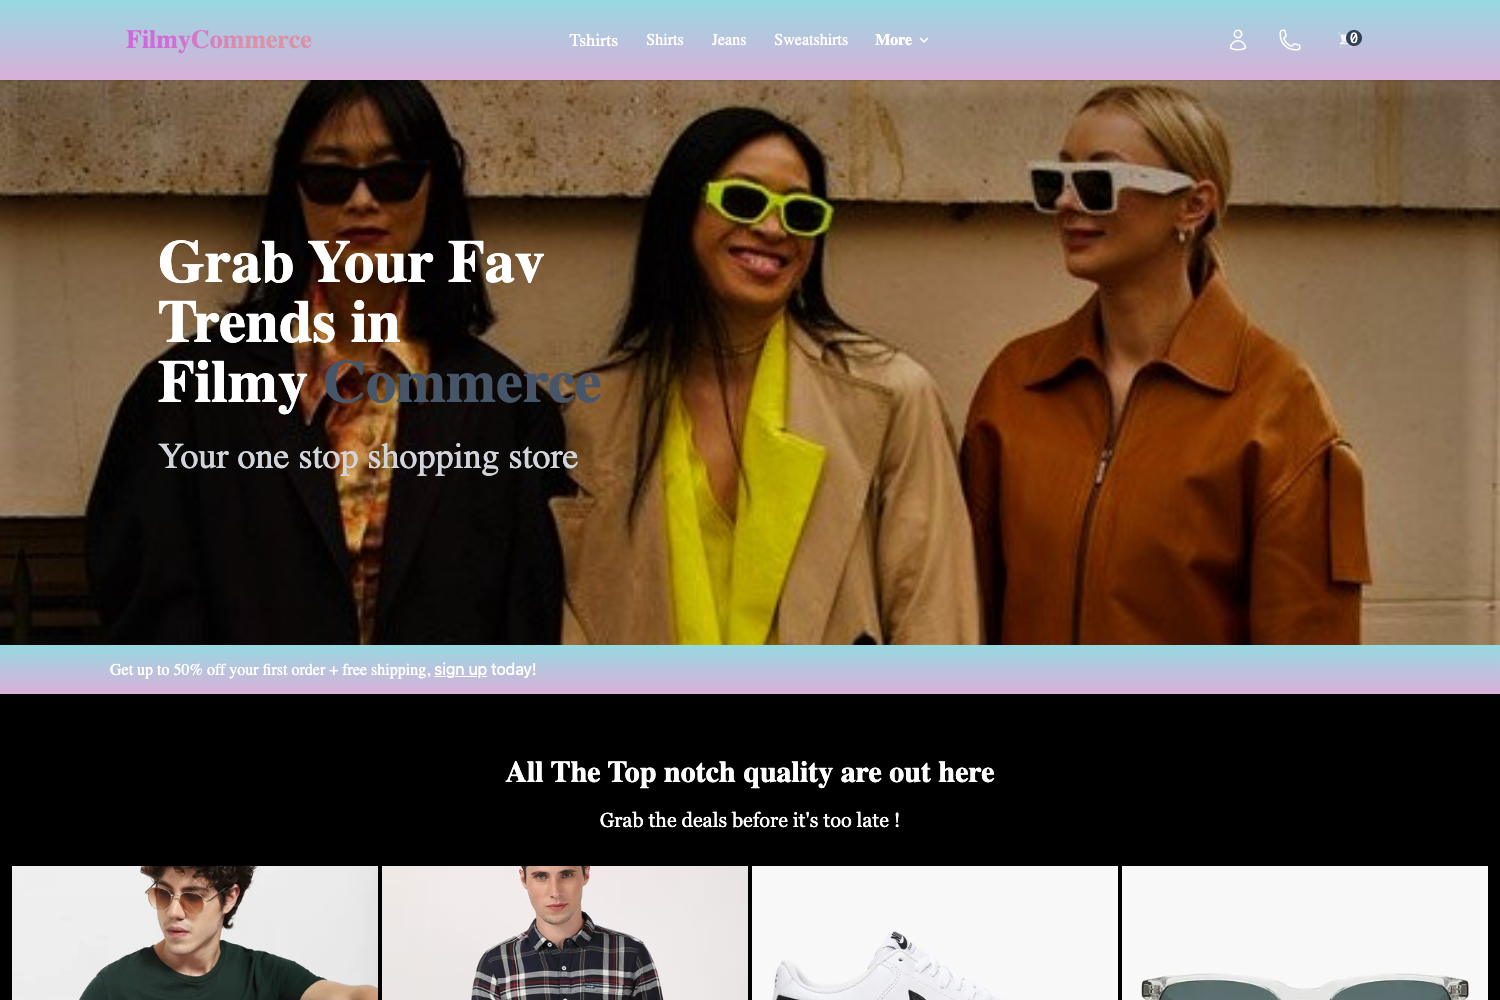 FilmyCommerce
Tshirts Shirts Jeans Sweatshirts More
0
Grab Your Fav
Trends in
Filmy Commerce
Your one stop shopping store
Get up to 50% off your first order + free shipping, sign up today!
All The Top notch quality are out here
Grab the deals before it's too late !